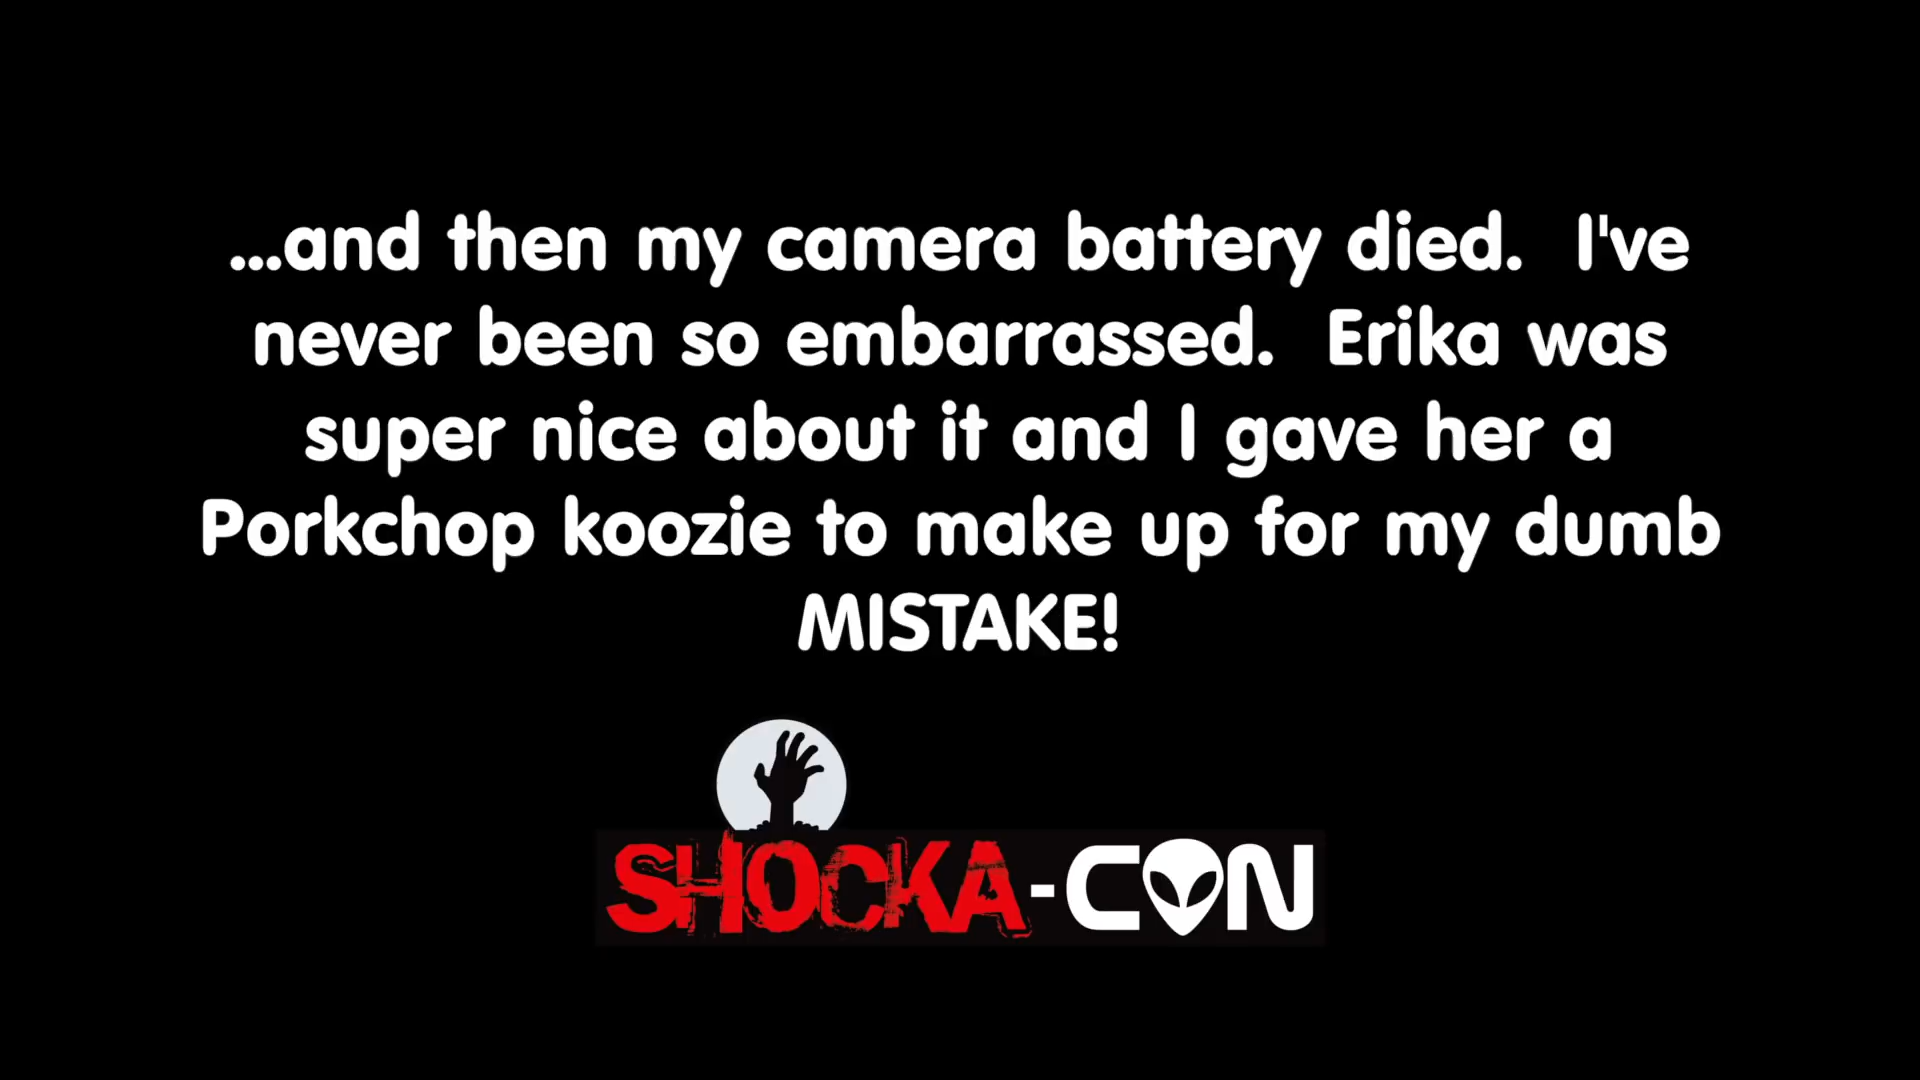 ...and then my camera battery died.  I've
never been so embarrassed.  Erika was
super nice about it and I gave her a
Porkchop koozie to make up for my dumb
MISTAKE!
SHOCKA-CON